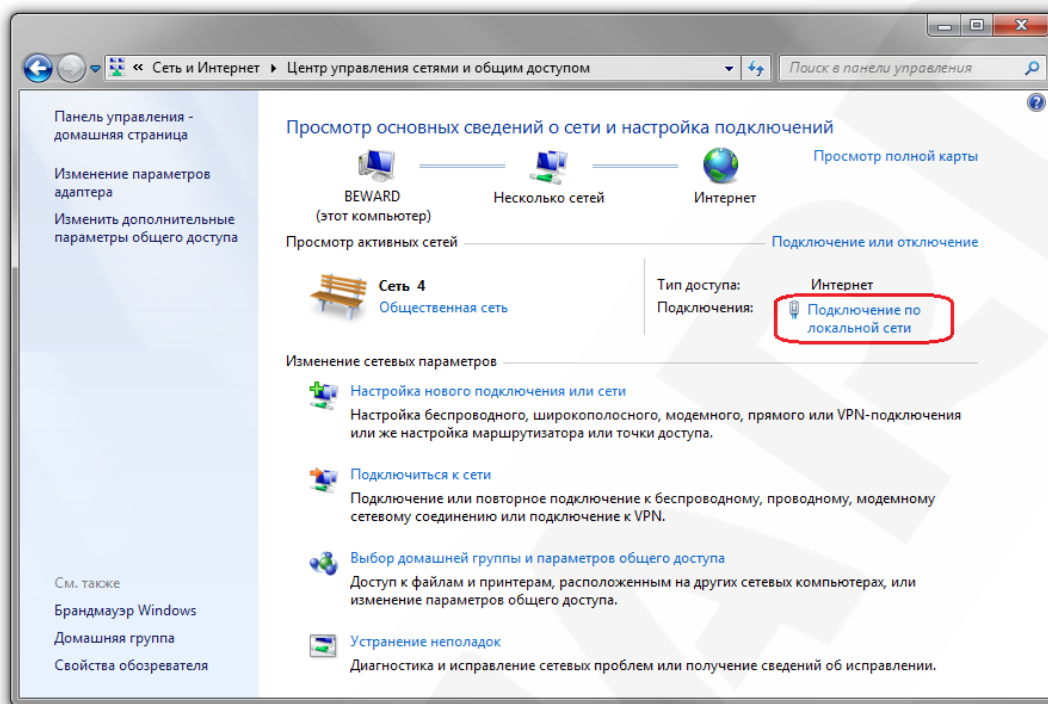 « Сеть и Интернет ▸ Центр управления сетями и общим доступом
Поиск в панели управления
Панель управления -
домашняя страница
Изменение параметров
адаптера
Изменить дополнительные
параметры общего доступа
См. также
Брандмауэр Windows
Домашняя группа
Свойства обозревателя
Просмотр основных сведений о сети и настройка подключений
Просмотр полной карты
BEWARD
(этот компьютер)
Несколько сетей
Интернет
Просмотр активных сетей
Подключение или отключение
Сеть 4
Общественная сеть
Тип доступа: Интернет
Подключения: Подключение по
локальной сети
Изменение сетевых параметров
Настройка нового подключения или сети
Настройка беспроводного, широкополосного, модемного, прямого или VPN-подключения
или же настройка маршрутизатора или точки доступа.
Подключиться к сети
Подключение или повторное подключение к беспроводному, проводному, модемному
сетевому соединению или подключение к VPN.
Выбор домашней группы и параметров общего доступа
Доступ к файлам и принтерам, расположенным на других сетевых компьютерах, или
изменение параметров общего доступа.
Устранение неполадок
Диагностика и исправление сетевых проблем или получение сведений об исправлении.